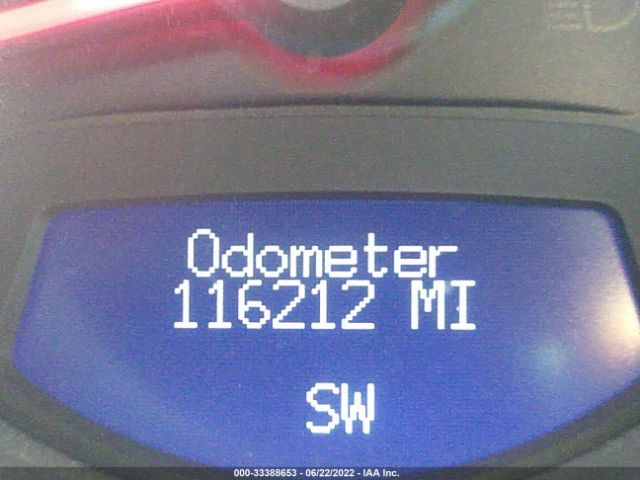 Odometer
116212 MI
SW
000-33388653 - 06/22/2022 - IAA Inc.